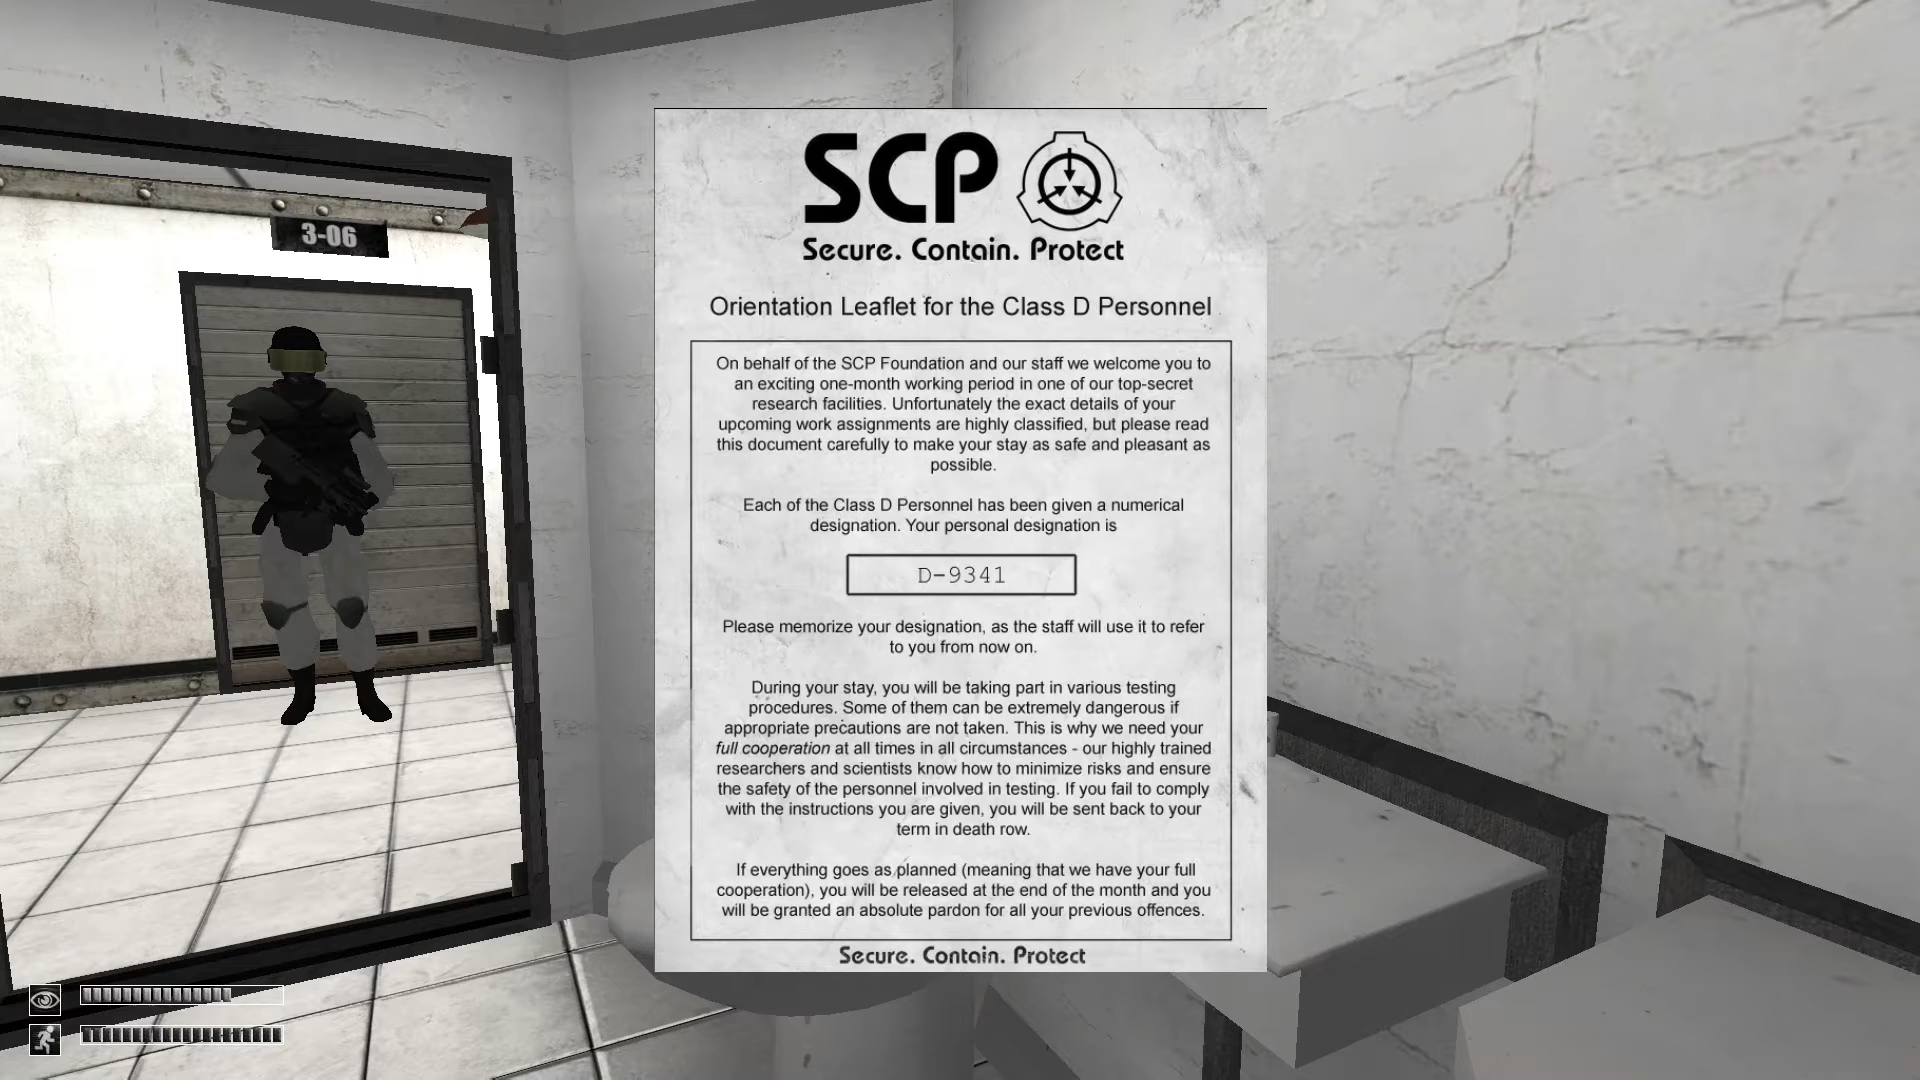 3-06
SCP
Secure. Contain. Protect
Orientation Leaflet for the Class D Personnel
On behalf of the SCP Foundation and our staff we welcome you to
an exciting one-month working period in one of our top-secret
research facilities. Unfortunately the exact details of your
upcoming work assignments are highly classified, but please read
this document carefully to make your stay as safe and pleasant as
possible.
Each of the Class D Personnel has been given a numerical
designation. Your personal designation is
D-9341
Please memorize your designation, as the staff will use it to refer
to you from now on.
During your stay, you will be taking part in various testing
procedures. Some of them can be extremely dangerous if
appropriate precautions are not taken. This is why we need your
full cooperation at all times in all circumstances - our highly trained
researchers and scientists know how to minimize risks and ensure
the safety of the personnel involved in testing. If you fail to comply
with the instructions you are given, you will be sent back to your
term in death row.
If everything goes as planned (meaning that we have your full
cooperation), you will be released at the end of the month and you
will be granted an absolute pardon for all your previous offences.
Secure. Contain. Protect